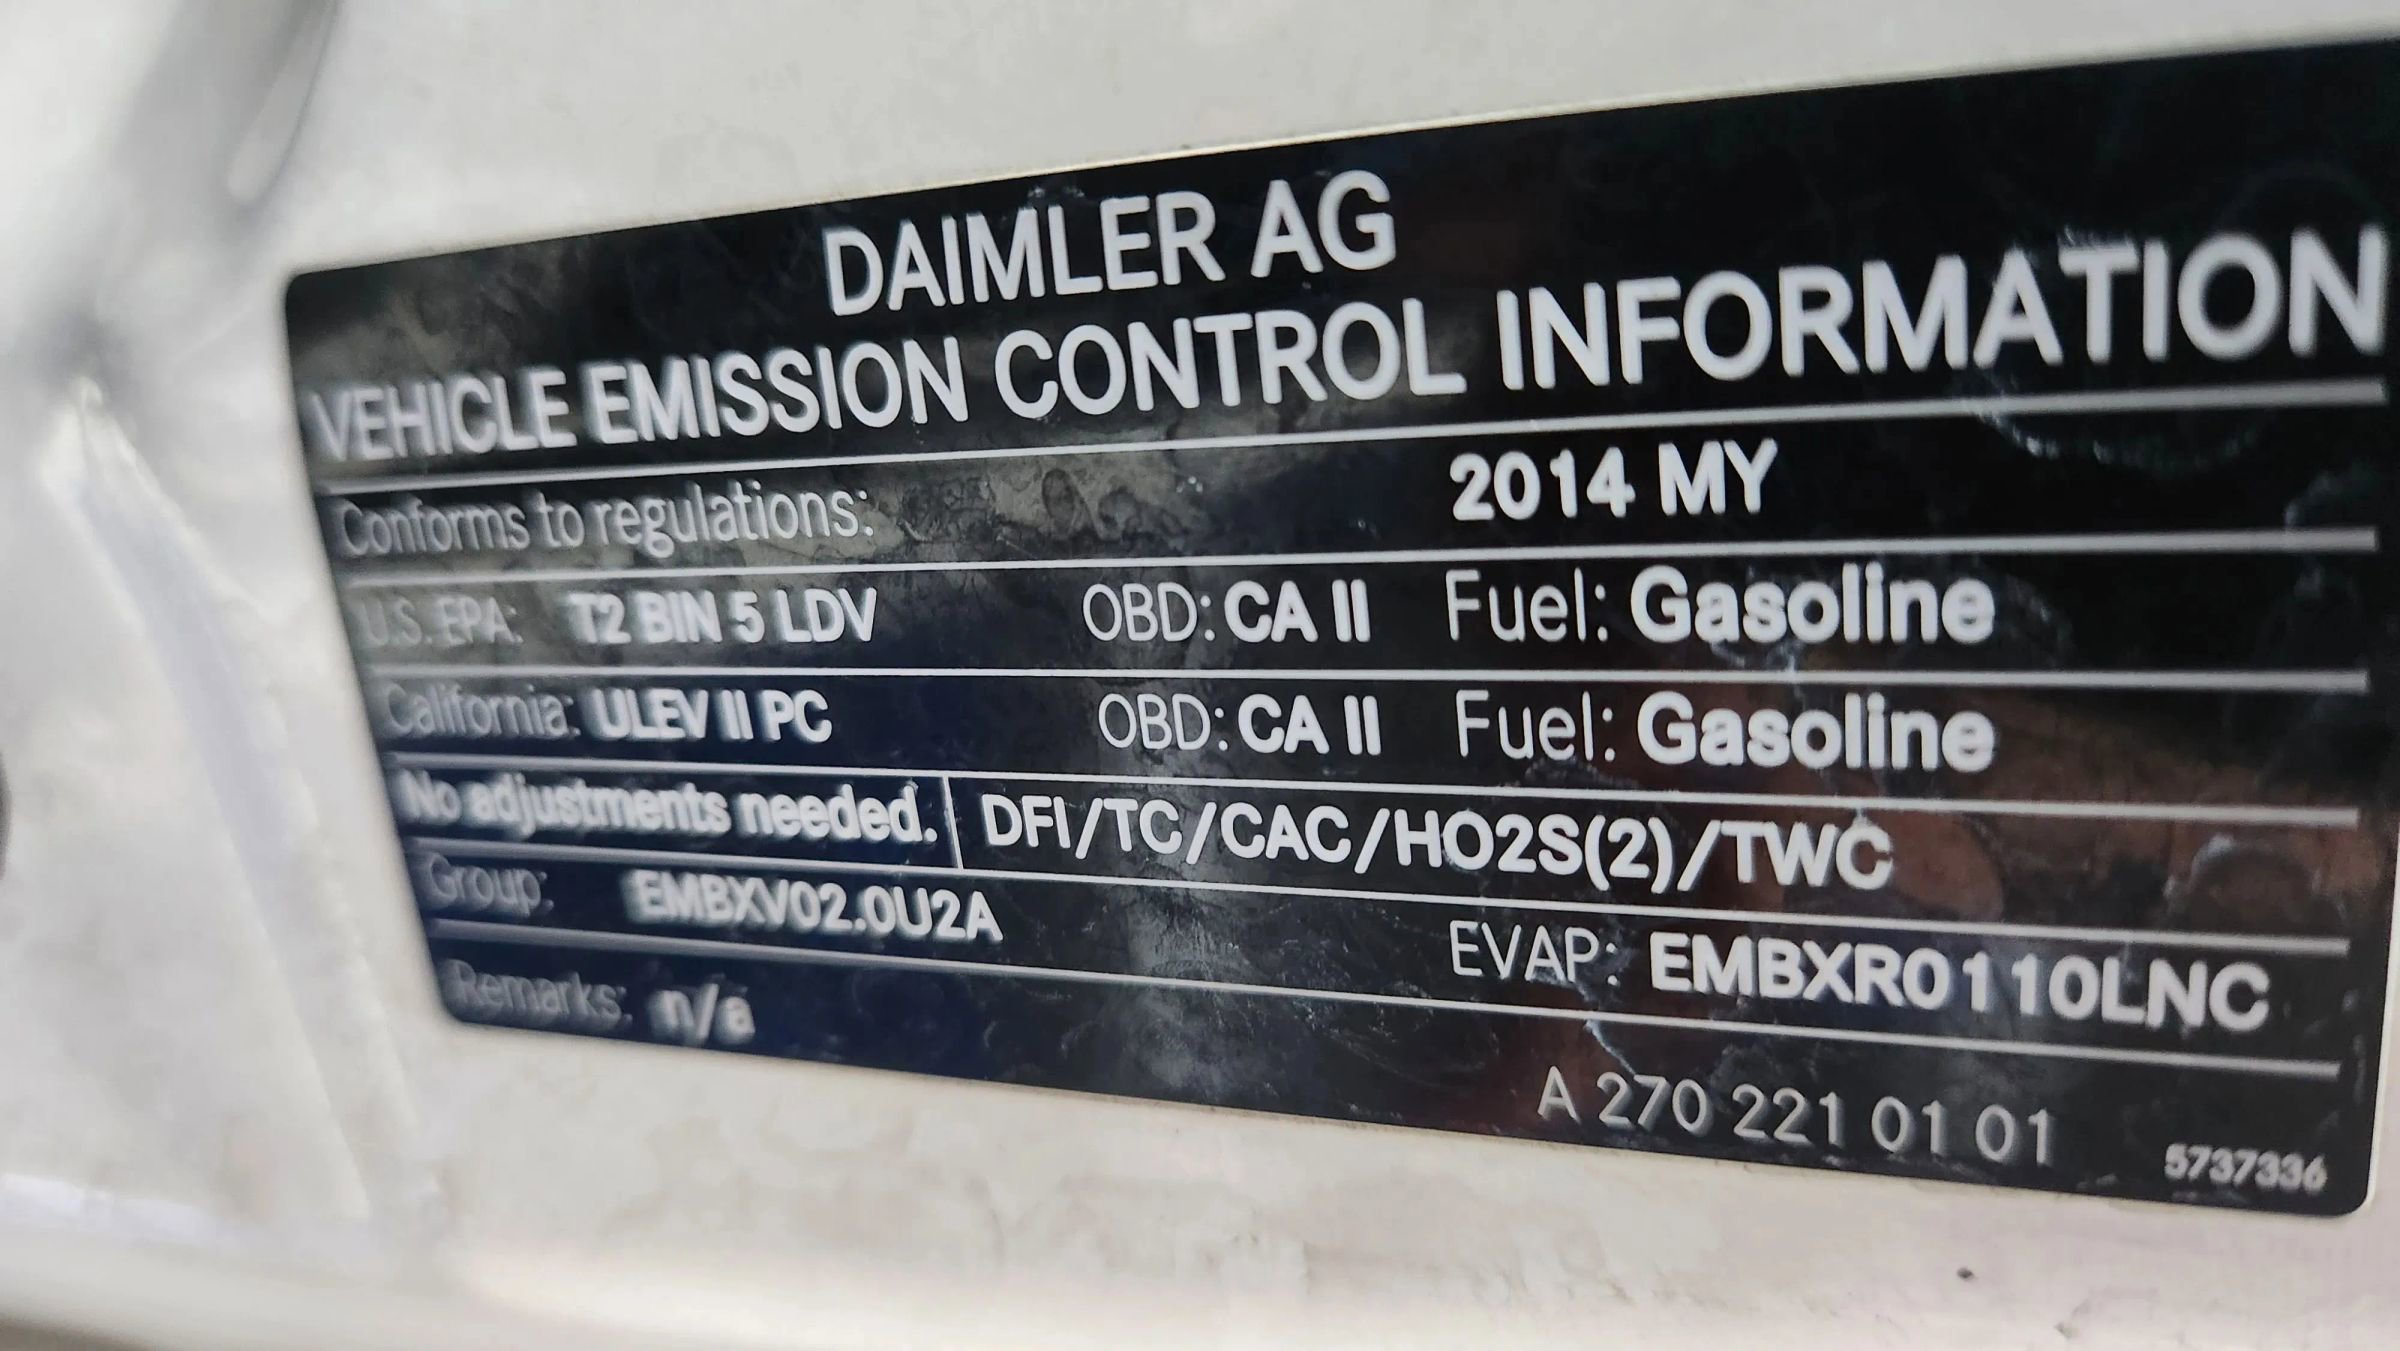 DAIMLER AG
VEHICLE EMISSION CONTROL INFORMATION
Conforms to regulations: 2014 MY
U.S. EPA: T2 BIN 5 LDV OBD: CA II Fuel: Gasoline
California: ULEV II PC OBD: CA II Fuel: Gasoline
No adjustments needed. DFI/TC/CAC/HO2S(2)/TWC
Group: EMBXV02.0U2A EVAP: EMBXR0110LNC
Remarks: n/a
A 270 221 01 01
5737336